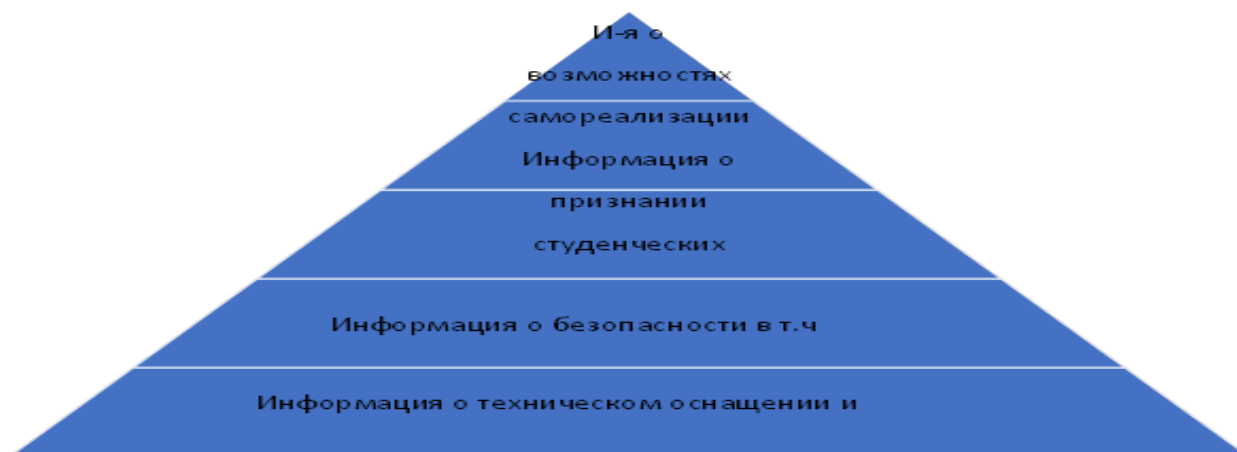 И-я о
возможностях
самореализации
Информация о
признании
студенческих
Информация о безопасности в т.ч
Информация о техническом оснащении и